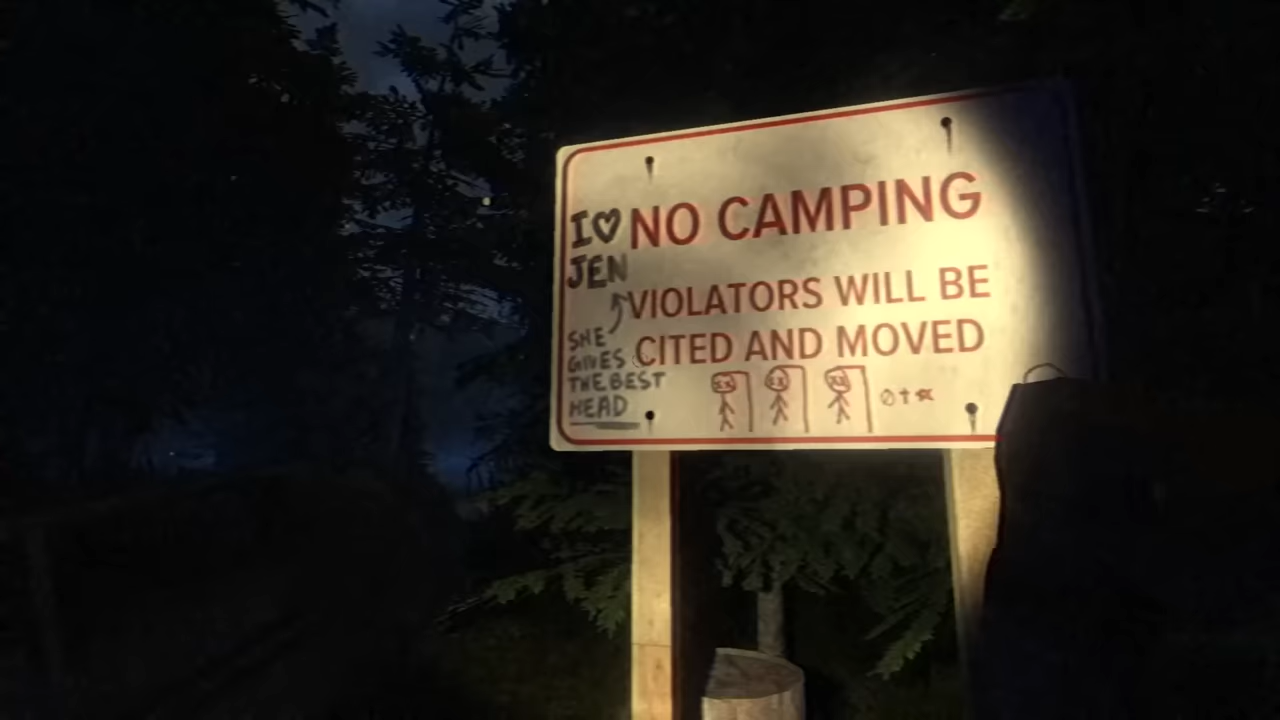 NO CAMPING
VIOLATORS WILL BE
CITED AND MOVED
I ♡
JEN
SHE
GIVES
THE BEST
HEAD